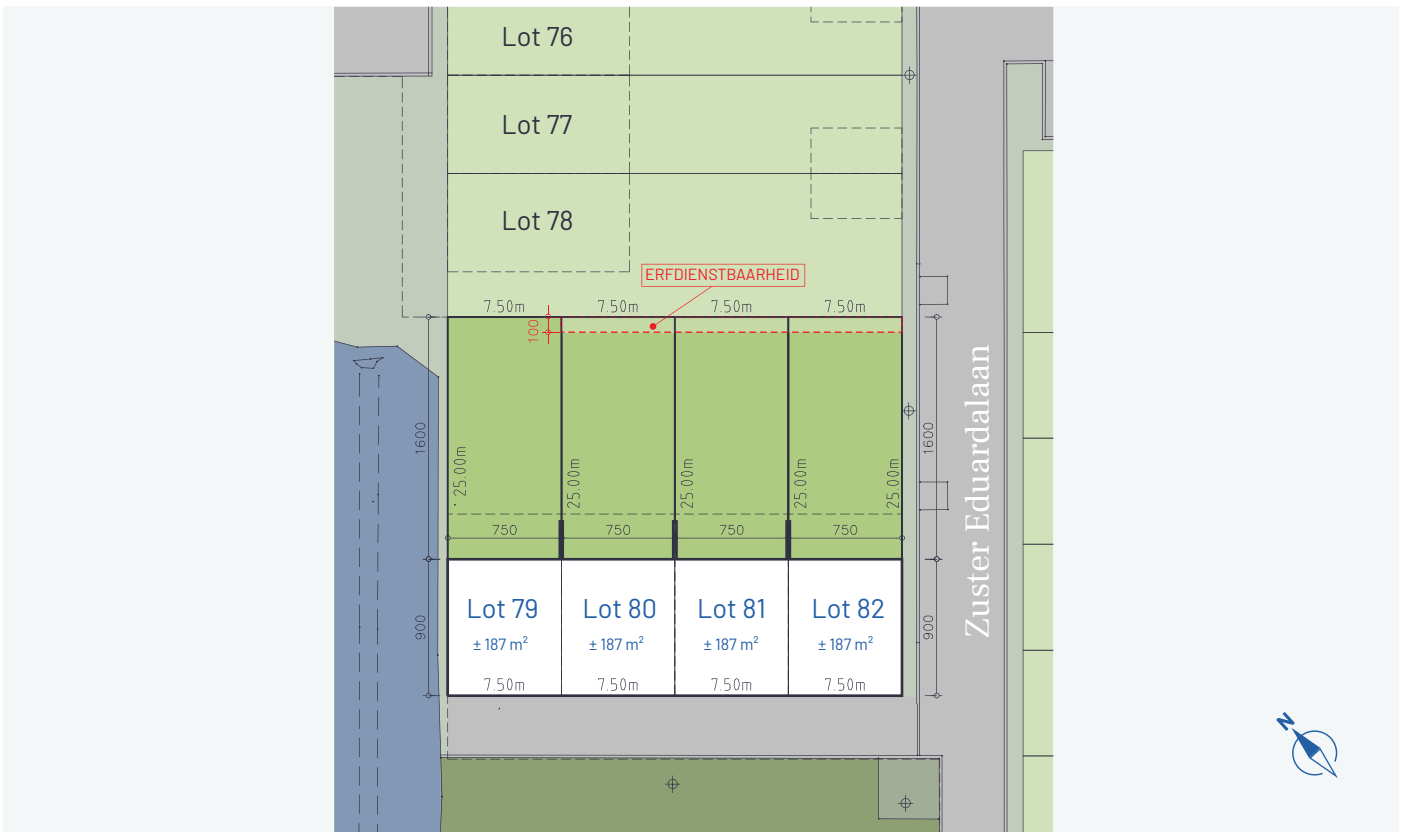 Lot 76
Lot 77
Lot 78
ERFDIENSTBAARHEID
7.50m 7.50m 7.50m 7.50m
100
1600
1600
25.00m
25.00m
25.00m
25.00m
25.00m
Zuster Eduardalaan
750 750 750 750
Lot 79 Lot 80 Lot 81 Lot 82
± 187 m² ± 187 m² ± 187 m² ± 187 m²
900
900
7.50m 7.50m 7.50m 7.50m
N